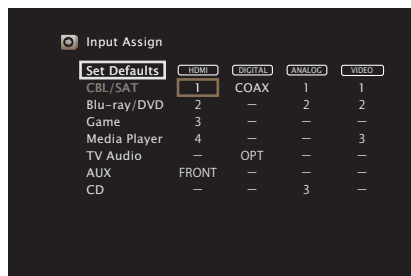 Input Assign
Set Defaults HDMI DIGITAL ANALOG VIDEO
CBL/SAT 1 COAX 1 1
Blu-ray/DVD 2 – 2 2
Game 3 – – –
Media Player 4 – – 3
TV Audio – OPT – –
AUX FRONT – – –
CD – – 3 –